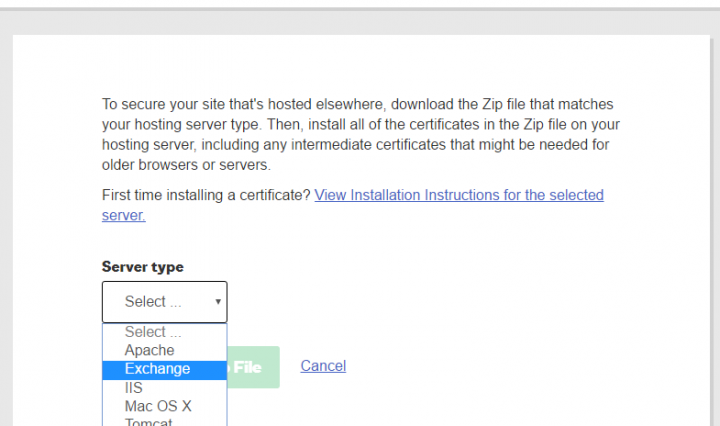 To secure your site that's hosted elsewhere, download the Zip file that matches
your hosting server type. Then, install all of the certificates in the Zip file on your
hosting server, including any intermediate certificates that might be needed for
older browsers or servers.
First time installing a certificate? View Installation Instructions for the selected
server.
Server type
Select ...
Select ...
Apache
Exchange
File
Cancel
IIS
Mac OS X
Tomcat